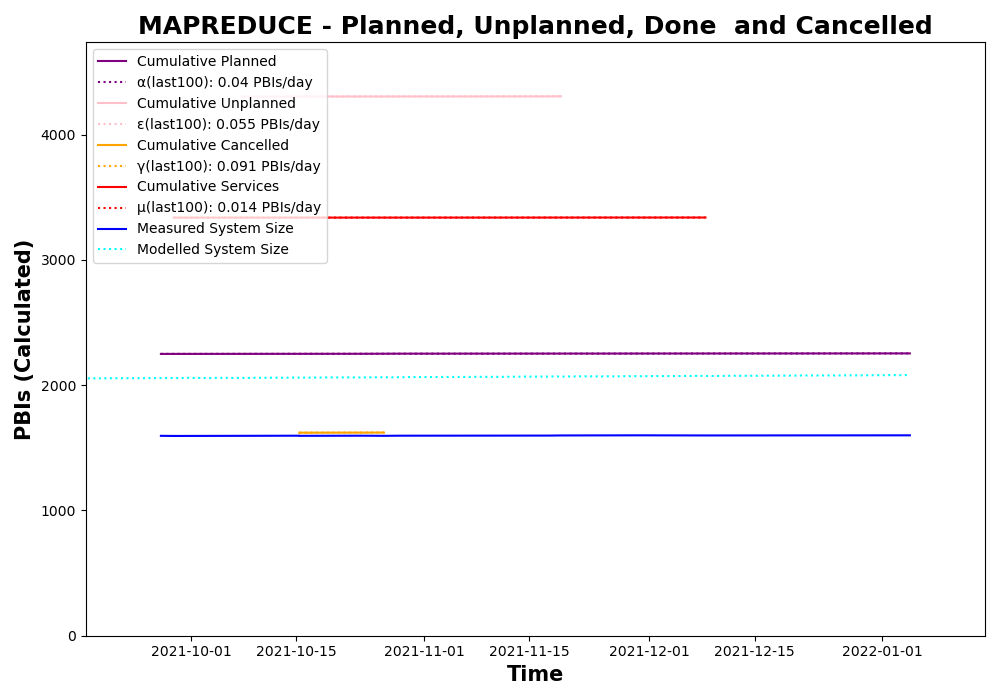 MAPREDUCE - Planned, Unplanned, Done  and Cancelled
Cumulative Planned
α(last100): 0.04 PBIs/day
Cumulative Unplanned
ε(last100): 0.055 PBIs/day
Cumulative Cancelled
γ(last100): 0.091 PBIs/day
Cumulative Services
μ(last100): 0.014 PBIs/day
Measured System Size
Modelled System Size
PBIs (Calculated)
4000
3000
2000
1000
0
2021-10-01
2021-10-15
2021-11-01
2021-11-15
2021-12-01
2021-12-15
2022-01-01
Time